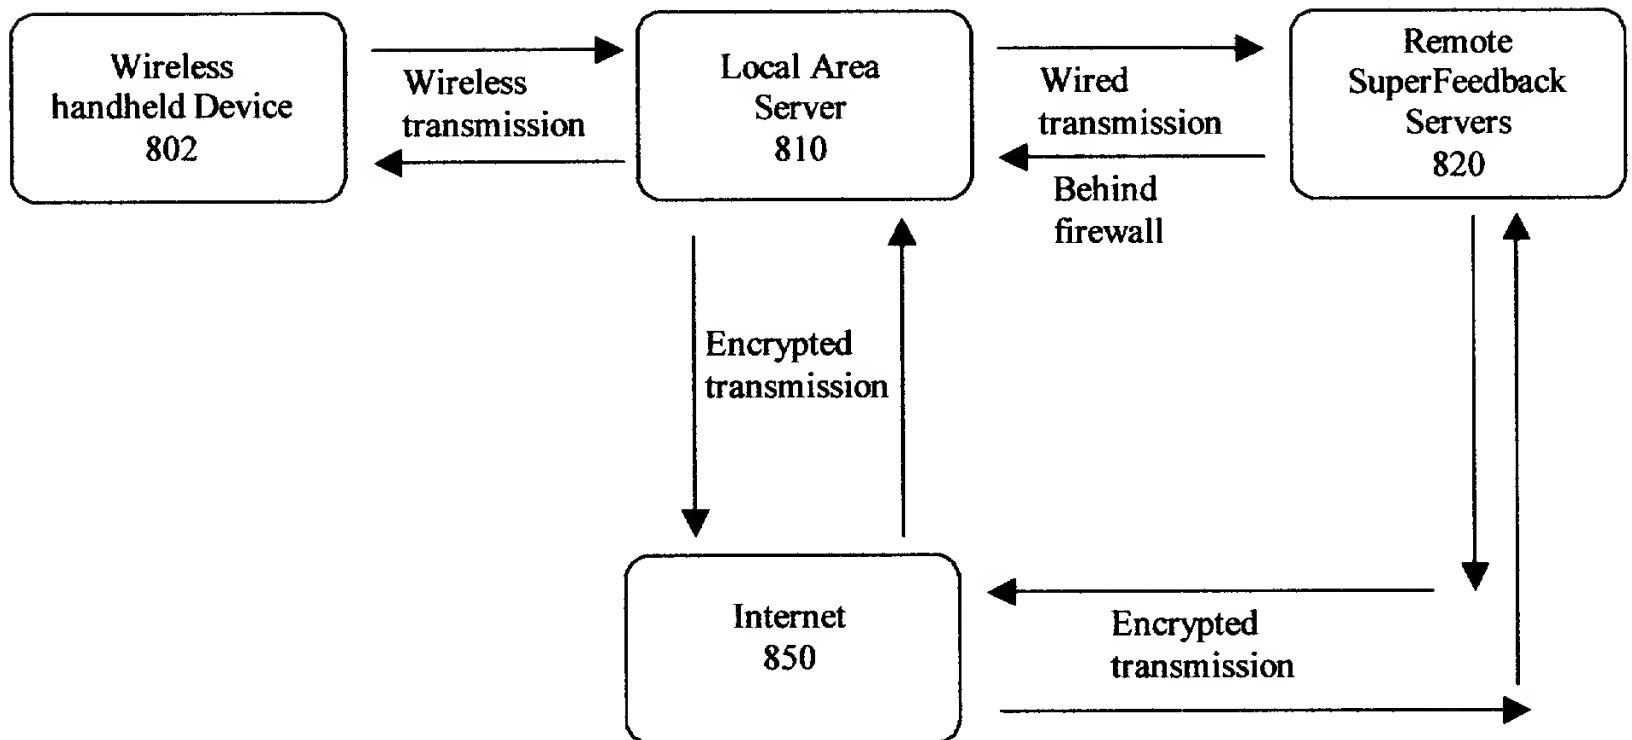 Wireless
handheld Device
802
Wireless
transmission
Local Area
Server
810
Wired
transmission
Behind
firewall
Remote
SuperFeedback
Servers
820
Encrypted
transmission
Internet
850
Encrypted
transmission